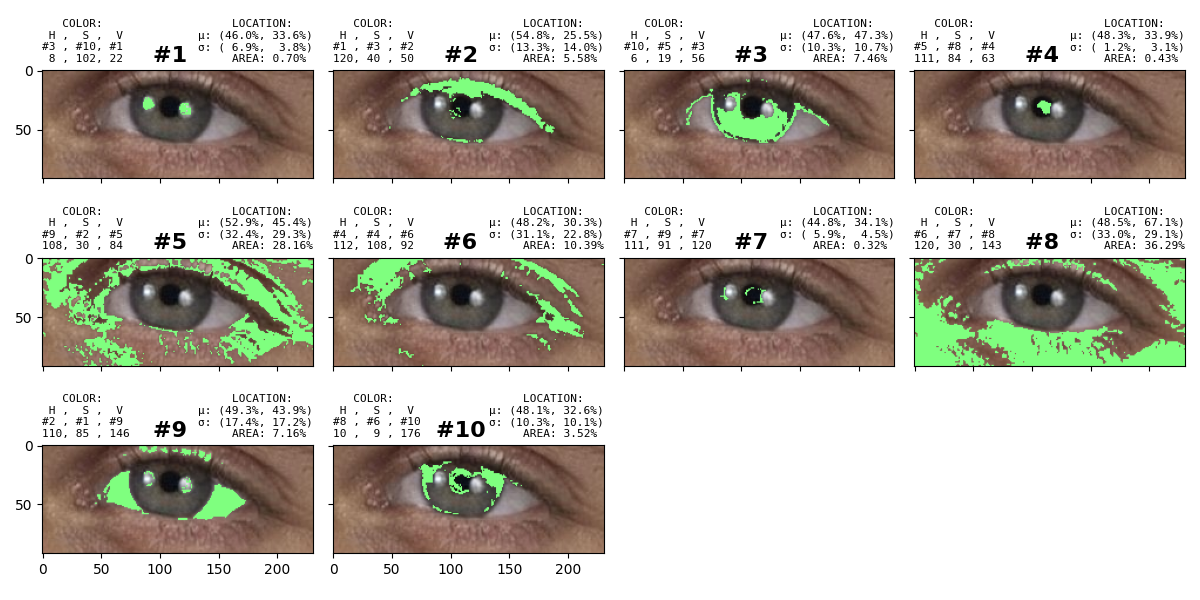 COLOR: LOCATION:
H , S , V μ: (46.0%, 33.6%)
#3 , #10, #1 #1 σ: ( 6.9%, 3.8%)
8 , 102, 22 AREA: 0.70%
COLOR: LOCATION:
H , S , V μ: (54.8%, 25.5%)
#1 , #3 , #2 #2 σ: (13.3%, 14.0%)
120, 40 , 50 AREA: 5.58%
COLOR: LOCATION:
H , S , V μ: (47.6%, 47.3%)
#10, #5 , #3 #3 σ: (10.3%, 10.7%)
6 , 19 , 56 AREA: 7.46%
COLOR: LOCATION:
H , S , V μ: (48.3%, 33.9%)
#5 , #8 , #4 #4 σ: ( 1.2%, 3.1%)
111, 84 , 63 AREA: 0.43%
0
50
COLOR: LOCATION:
H , S , V μ: (52.9%, 45.4%)
#9 , #2 , #5 #5 σ: (32.4%, 29.3%)
108, 30 , 84 AREA: 28.16%
COLOR: LOCATION:
H , S , V μ: (48.2%, 30.3%)
#4 , #4 , #6 #6 σ: (31.1%, 22.8%)
112, 108, 92 AREA: 10.39%
COLOR: LOCATION:
H , S , V μ: (44.8%, 34.1%)
#7 , #9 , #7 #7 σ: ( 5.9%, 4.5%)
111, 91 , 120 AREA: 0.32%
COLOR: LOCATION:
H , S , V μ: (48.5%, 67.1%)
#6 , #7 , #8 #8 σ: (33.0%, 29.1%)
120, 30 , 143 AREA: 36.29%
0
50
COLOR: LOCATION:
H , S , V μ: (49.3%, 43.9%)
#2 , #1 , #9 #9 σ: (17.4%, 17.2%)
110, 85 , 146 AREA: 7.16%
COLOR: LOCATION:
H , S , V μ: (48.1%, 32.6%)
#8 , #6 , #10 #10 σ: (10.3%, 10.1%)
10 , 9 , 176 AREA: 3.52%
0
50
0 50 100 150 200
0 50 100 150 200